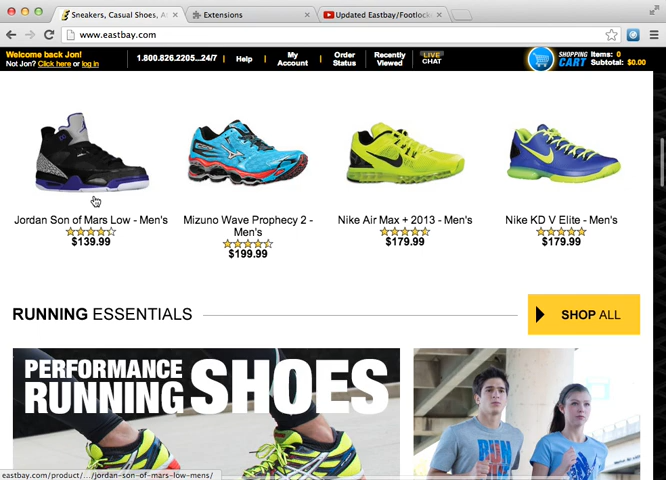 Sneakers, Casual Shoes, A
Extensions
Updated Eastbay/Footlock
www.eastbay.com
Welcome back Jon!
Not Jon? Click here or log in
1.800.826.2205...24/7
Help
My Account
Order Status
Recently Viewed
LIVE CHAT
SHOPPING CART
Items: 0
Subtotal: $0.00
Jordan Son of Mars Low - Men's
$139.99
Mizuno Wave Prophecy 2 -
Men's
$199.99
Nike Air Max + 2013 - Men's
$179.99
Nike KD V Elite - Men's
$179.99
RUNNING ESSENTIALS
SHOP ALL
PERFORMANCE
RUNNING SHOES
RUN
eastbay.com/product/.../jordan-son-of-mars-low-mens/